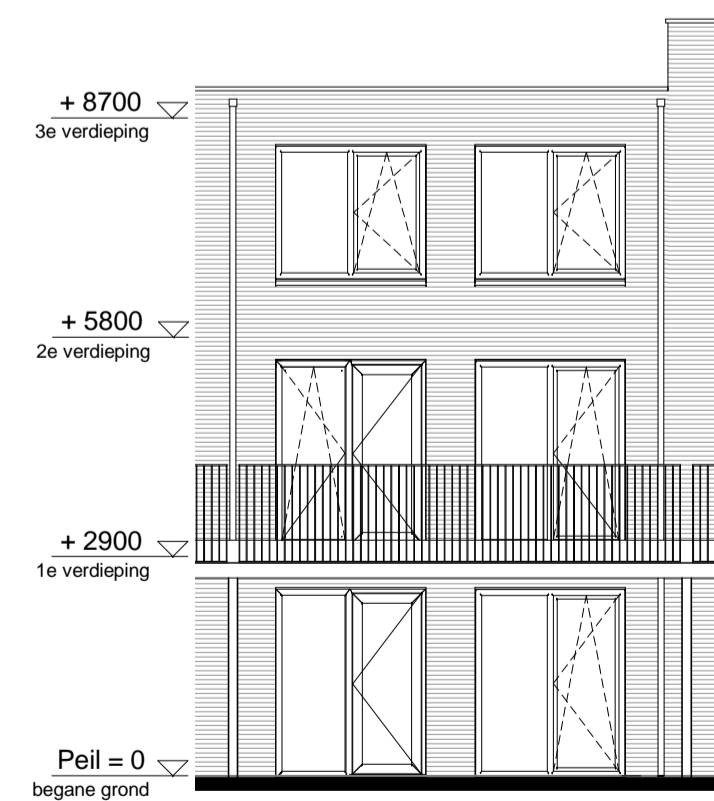 + 8700
3e verdieping
+ 5800
2e verdieping
+ 2900
1e verdieping
Peil = 0
begane grond